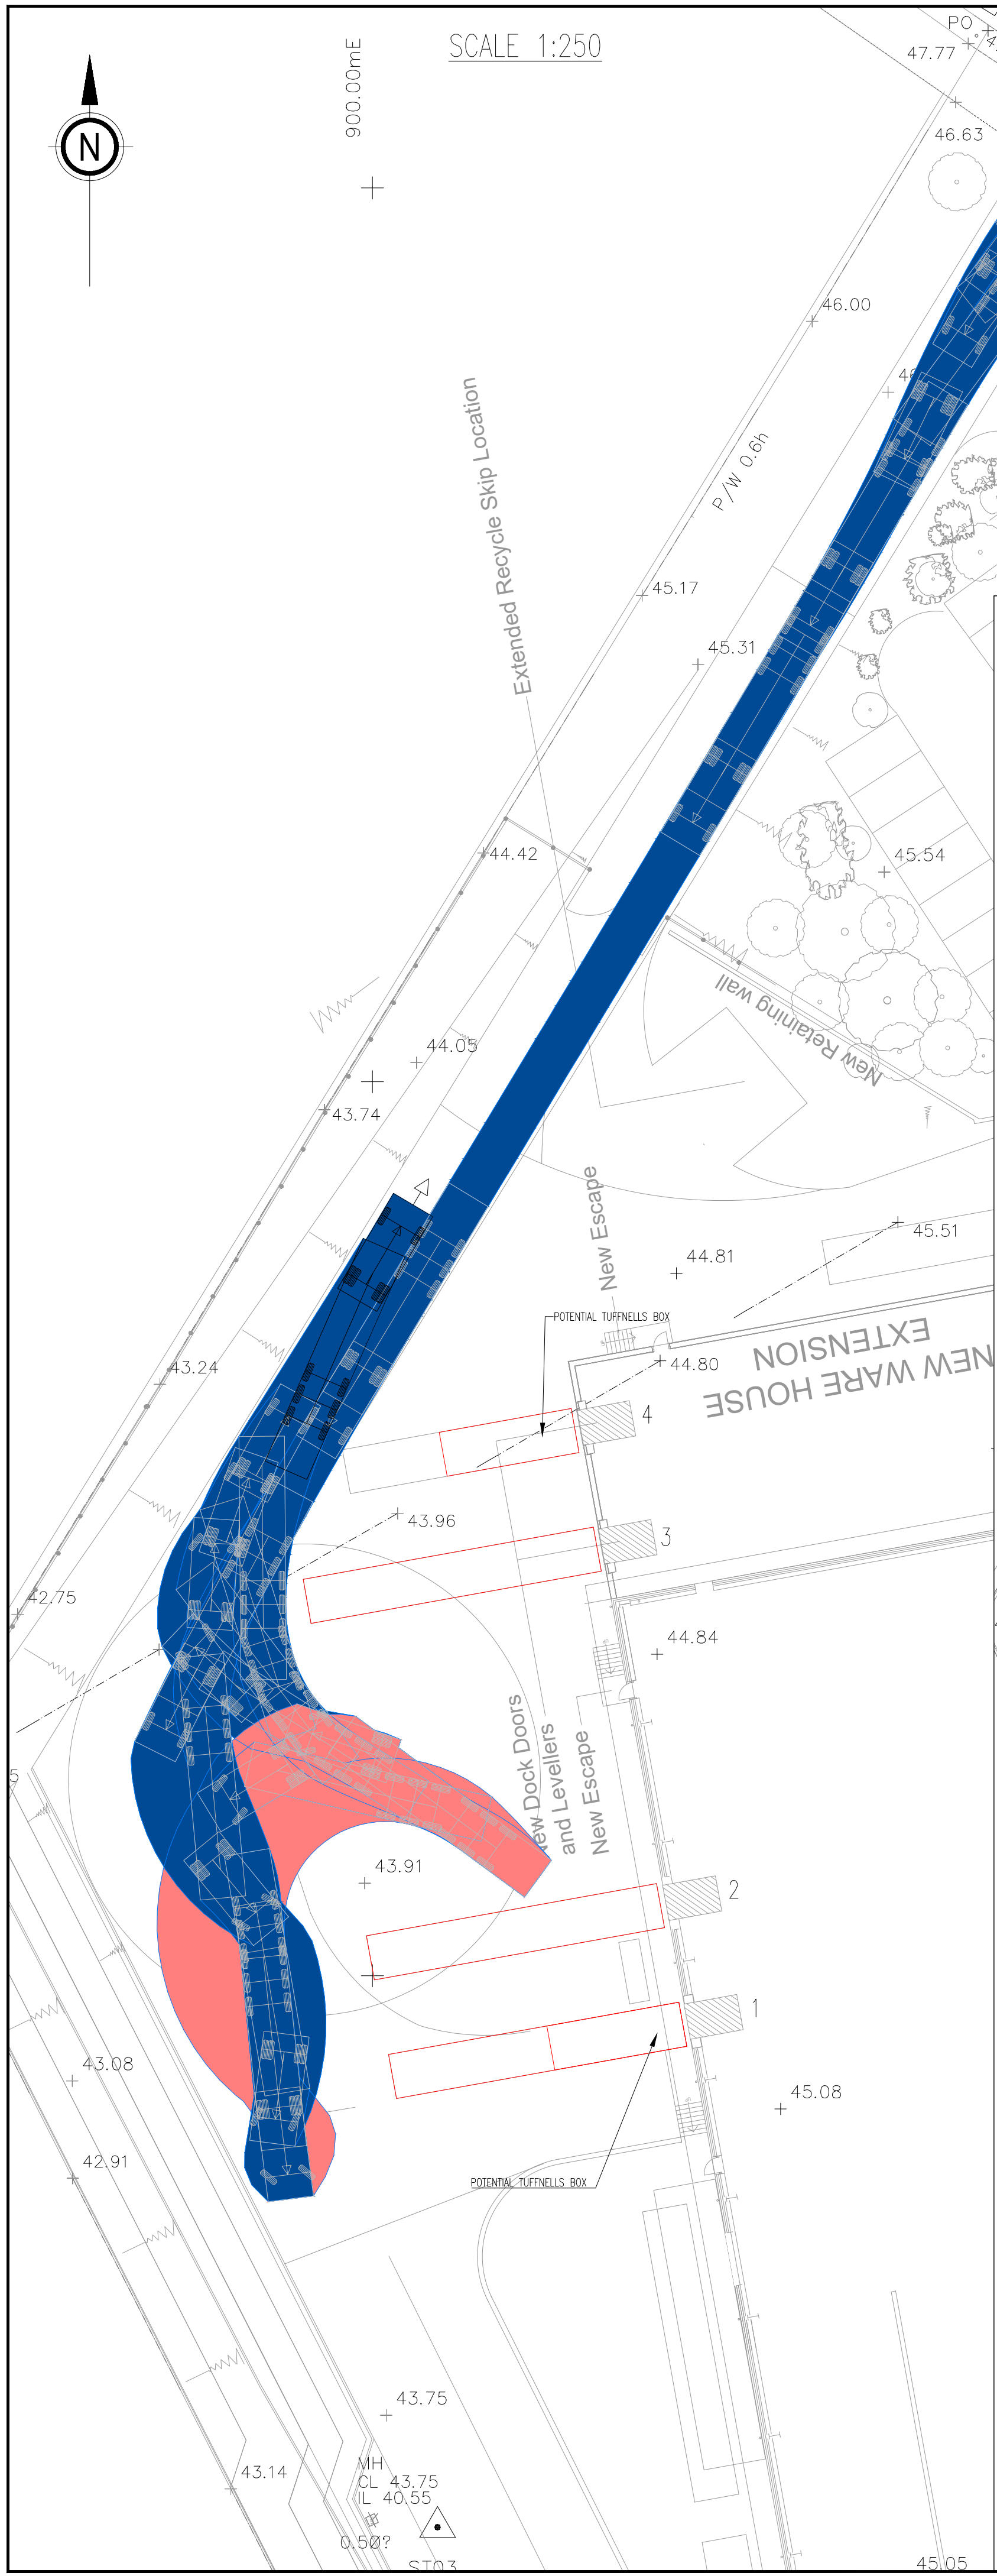 SCALE 1:250
900.00mE
N
PO
47.77
46.63
46.00
Extended Recycle Skip Location
P/W 0.6h
45.17
45.31
44.42
45.54
New Retaining wall
44.05
43.74
New Escape
45.51
44.81
POTENTIAL TUFFNELLS BOX
44.80
NEW WARE HOUSE
EXTENSION
43.24
4
43.96
3
42.75
44.84
New Dock Doors
and Levellers
New Escape
5
43.91
2
1
43.08
45.08
42.91
POTENTIAL TUFFNELLS BOX
43.75
43.14
MH
CL 43.75
IL 40.55
0.50?
ST03
45.05